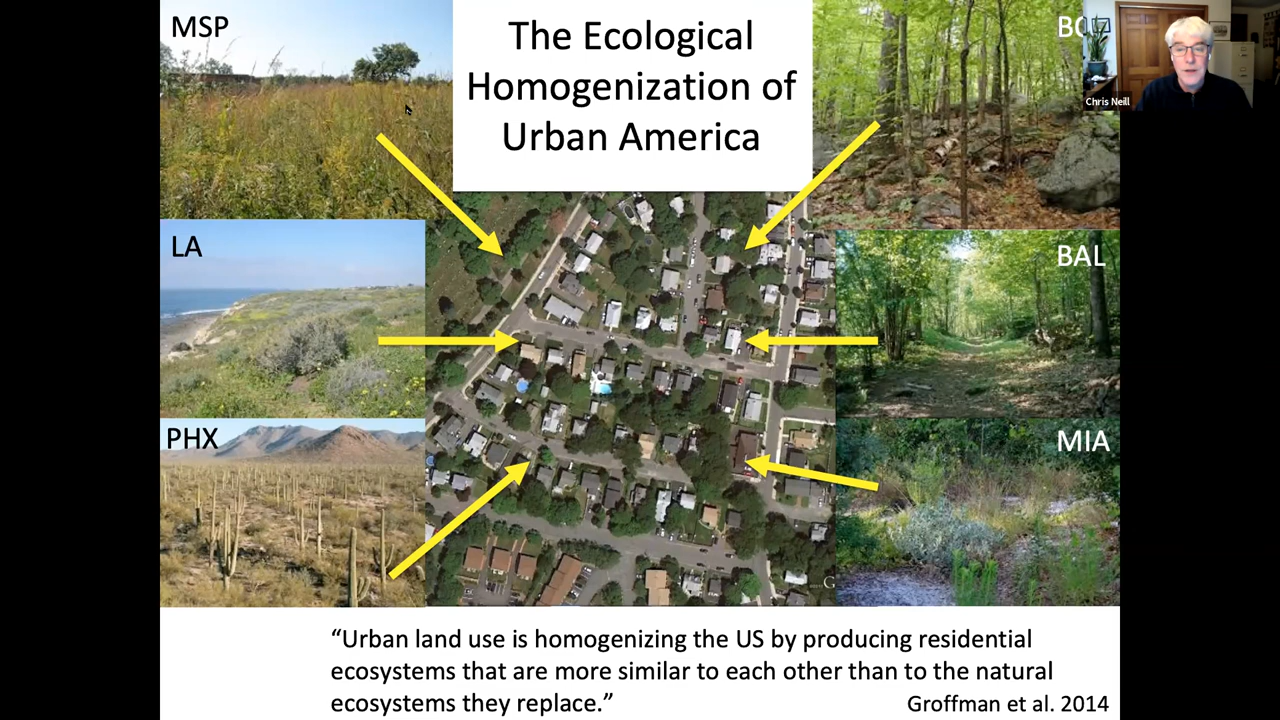 MSP
The Ecological
Homogenization of
Urban America
Chris Neill
LA
BAL
PHX
MIA
“Urban land use is homogenizing the US by producing residential
ecosystems that are more similar to each other than to the natural
ecosystems they replace.”
Groffman et al. 2014